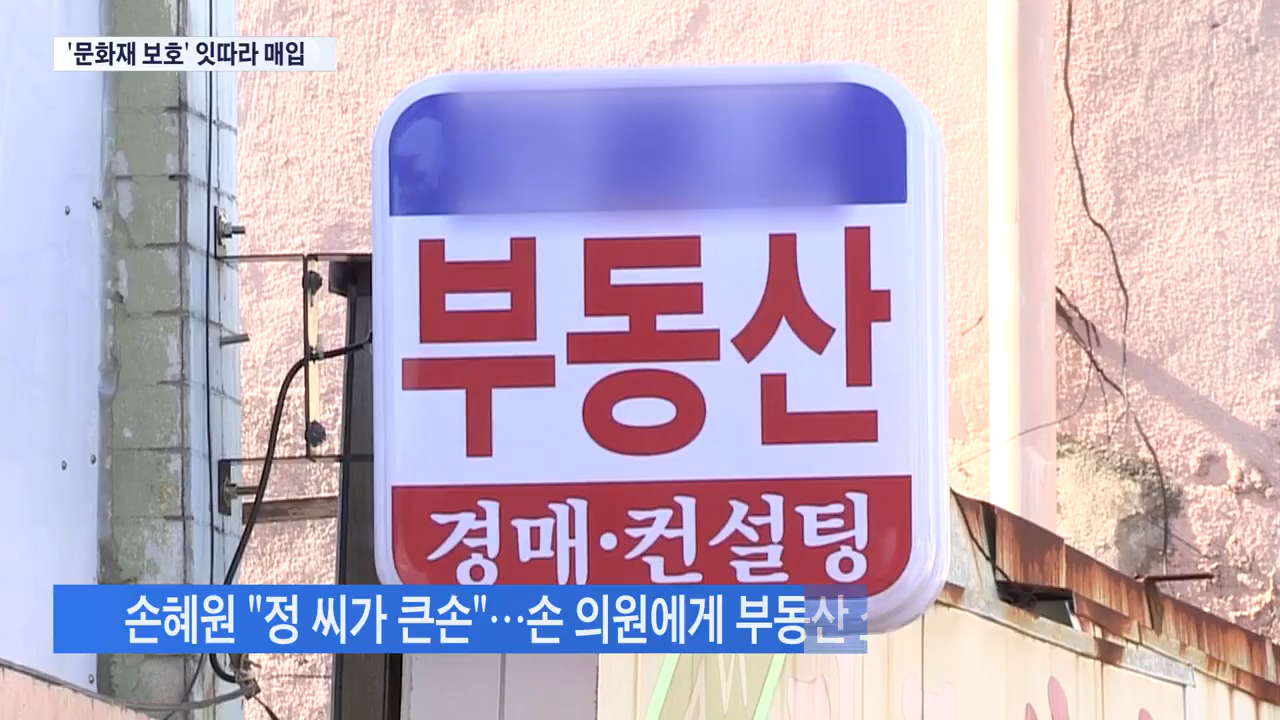 '문화재 보호' 잇따라 매입
부동산
경매·컨설팅
손혜원 "정 씨가 큰손"…손 의원에게 부동산